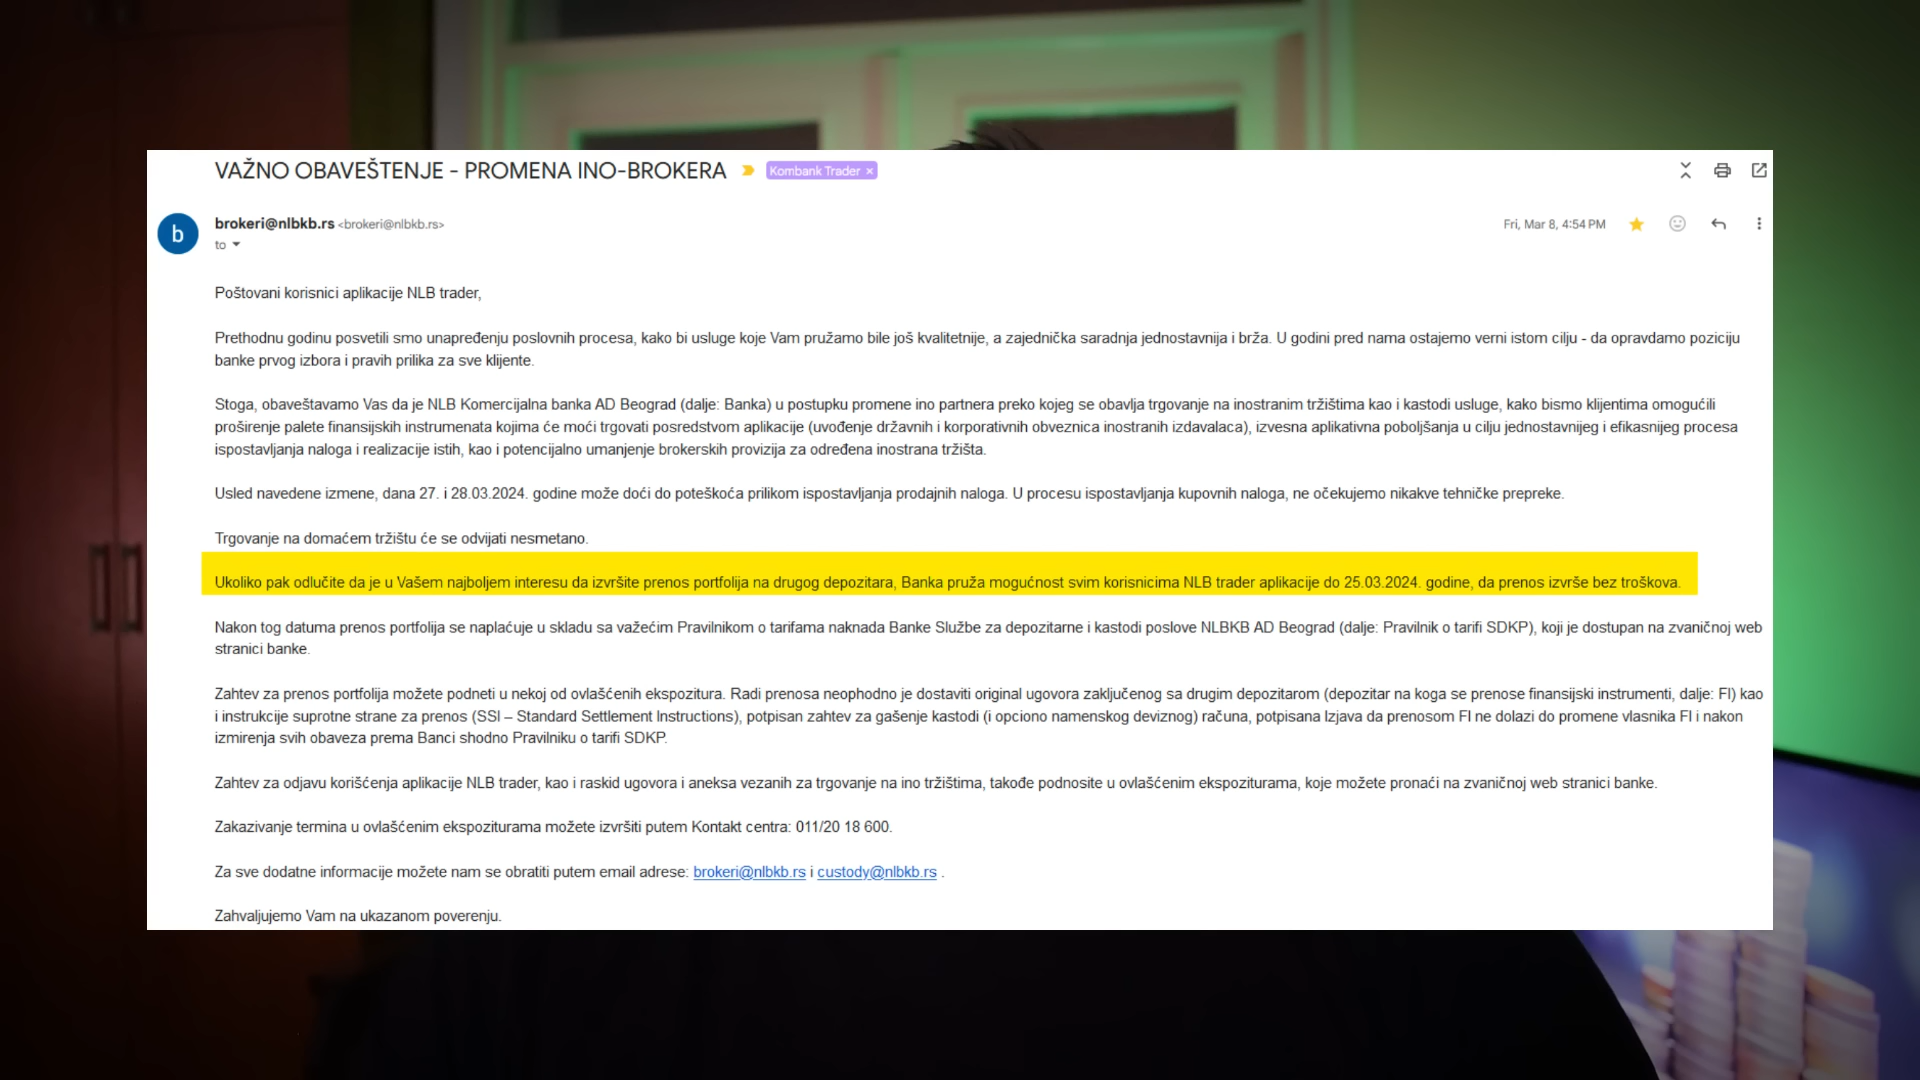 VAŽNO OBAVEŠTENJE - PROMENA INO-BROKERA
Kombank Trader ×
b
brokeri@nlbkb.rs <brokeri@nlbkb.rs>
Fri, Mar 8, 4:54 PM
to
Poštovani korisnici aplikacije NLB trader,
Prethodnu godinu posvetili smo unapređenju poslovnih procesa, kako bi usluge koje Vam pružamo bile još kvalitetnije, a zajednička saradnja jednostavnija i brža. U godini pred nama ostajemo verni istom cilju - da opravdamo poziciju
banke prvog izbora i pravih prilika za sve klijente.
Stoga, obaveštavamo Vas da je NLB Komercijalna banka AD Beograd (dalje: Banka) u postupku promene ino partnera preko kojeg se obavlja trgovanje na inostranim tržištima kao i kastodi usluge, kako bismo klijentima omogućili
proširenje palete finansijskih instrumenata kojima će moći trgovati posredstvom aplikacije (uvođenje državnih i korporativnih obveznica inostranih izdavalaca), izvesna aplikativna poboljšanja u cilju jednostavnijeg i efikasnijeg procesa
ispostavljanja naloga i realizacije istih, kao i potencijalno umanjenje brokerskih provizija za određena inostrana tržišta.
Usled navedene izmene, dana 27. i 28.03.2024. godine može doći do poteškoća prilikom ispostavljanja prodajnih naloga. U procesu ispostavljanja kupovnih naloga, ne očekujemo nikakve tehničke prepreke.
Trgovanje na domaćem tržištu će se odvijati nesmetano.
Ukoliko pak odlučite da je u Vašem najboljem interesu da izvršite prenos portfolija na drugog depozitara, Banka pruža mogućnost svim korisnicima NLB trader aplikacije do 25.03.2024. godine, da prenos izvrše bez troškova.
Nakon tog datuma prenos portfolija se naplaćuje u skladu sa važećim Pravilnikom o tarifama naknada Banke Službe za depozitarne i kastodi poslove NLBKB AD Beograd (dalje: Pravilnik o tarifi SDKP), koji je dostupan na zvaničnoj web
stranici banke.
Zahtev za prenos portfolija možete podneti u nekoj od ovlašćenih ekspozitura. Radi prenosa neophodno je dostaviti original ugovora zaključenog sa drugim depozitarom (depozitar na koga se prenose finansijski instrumenti, dalje: FI) kao
i instrukcije suprotne strane za prenos (SSI – Standard Settlement Instructions), potpisan zahtev za gašenje kastodi (i opciono namenskog deviznog) računa, potpisana Izjava da prenosom FI ne dolazi do promene vlasnika FI i nakon
izmirenja svih obaveza prema Banci shodno Pravilniku o tarifi SDKP.
Zahtev za odjavu korišćenja aplikacije NLB trader, kao i raskid ugovora i aneksa vezanih za trgovanje na ino tržištima, takođe podnosite u ovlašćenim ekspoziturama, koje možete pronaći na zvaničnoj web stranici banke.
Zakazivanje termina u ovlašćenim ekspoziturama možete izvršiti putem Kontakt centra: 011/20 18 600.
Za sve dodatne informacije možete nam se obratiti putem email adrese: brokeri@nlbkb.rs i custody@nlbkb.rs .
Zahvaljujemo Vam na ukazanom poverenju.